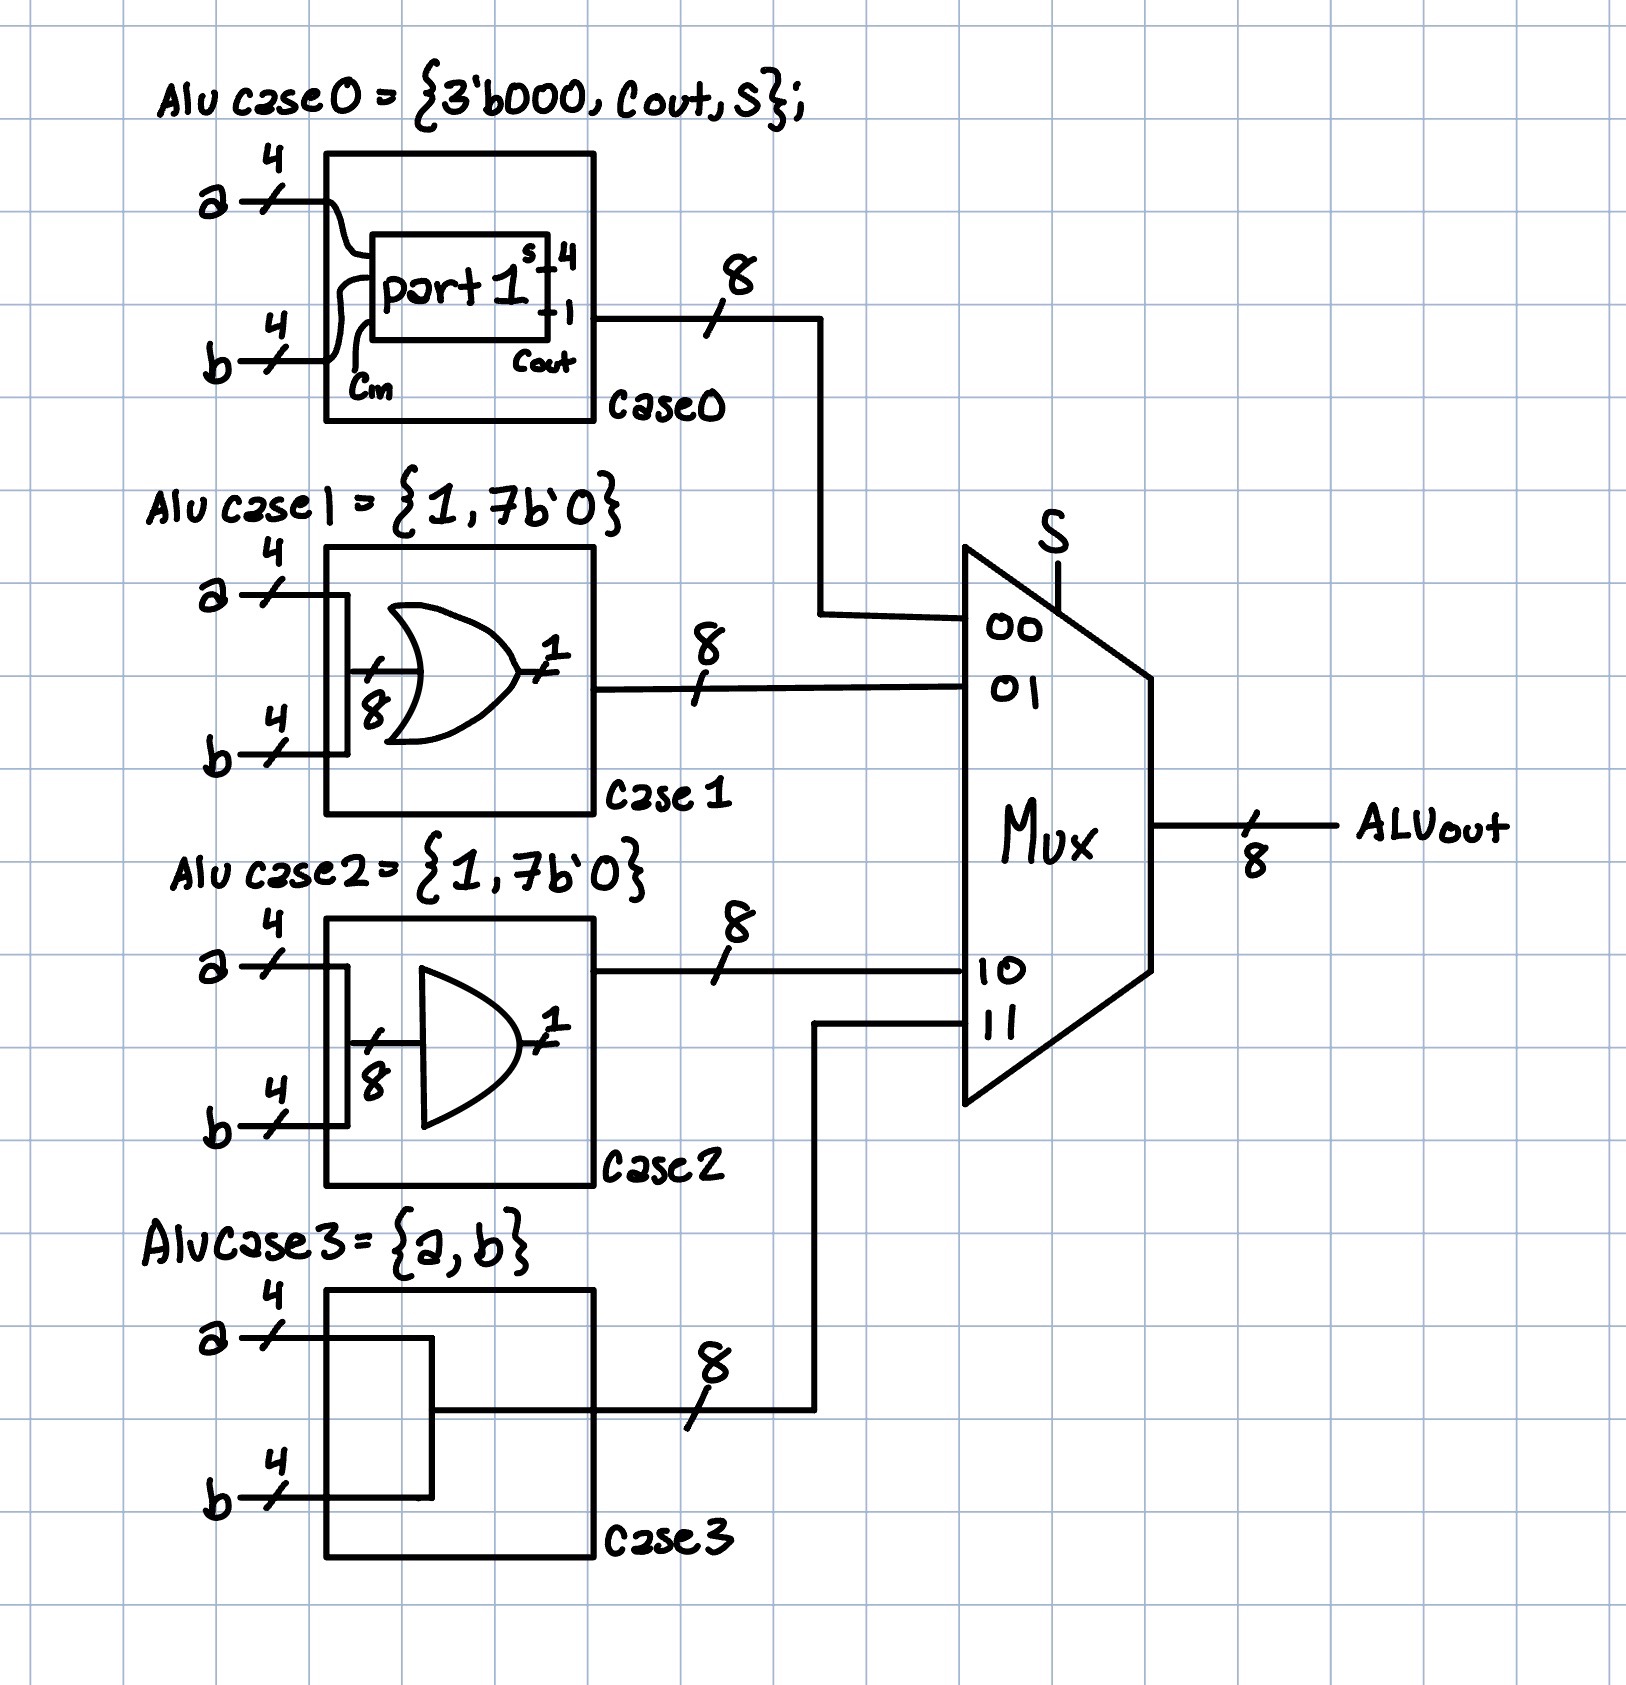 Alu case0 = {3'b000, Cout, S};
4
a
4
b
part 1
s
4
1
Cin
Cout
8
case0
Alu case1 = {1, 7b'0}
4
a
4
b
8
1
8
case1
Alu case2 = {1, 7b'0}
4
a
4
b
8
1
8
case2
AluCase3 = {a, b}
4
a
4
b
8
case3
S
00
01
Mux
10
11
8
ALUout